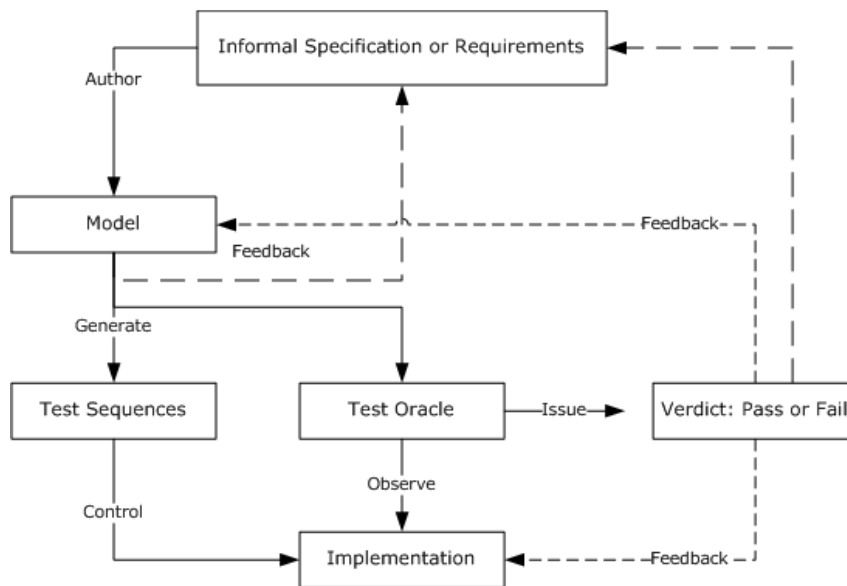 Informal Specification or Requirements
Author
Model
Feedback
Feedback
Generate
Test Sequences
Test Oracle
Issue
Verdict: Pass or Fail
Observe
Control
Implementation
Feedback